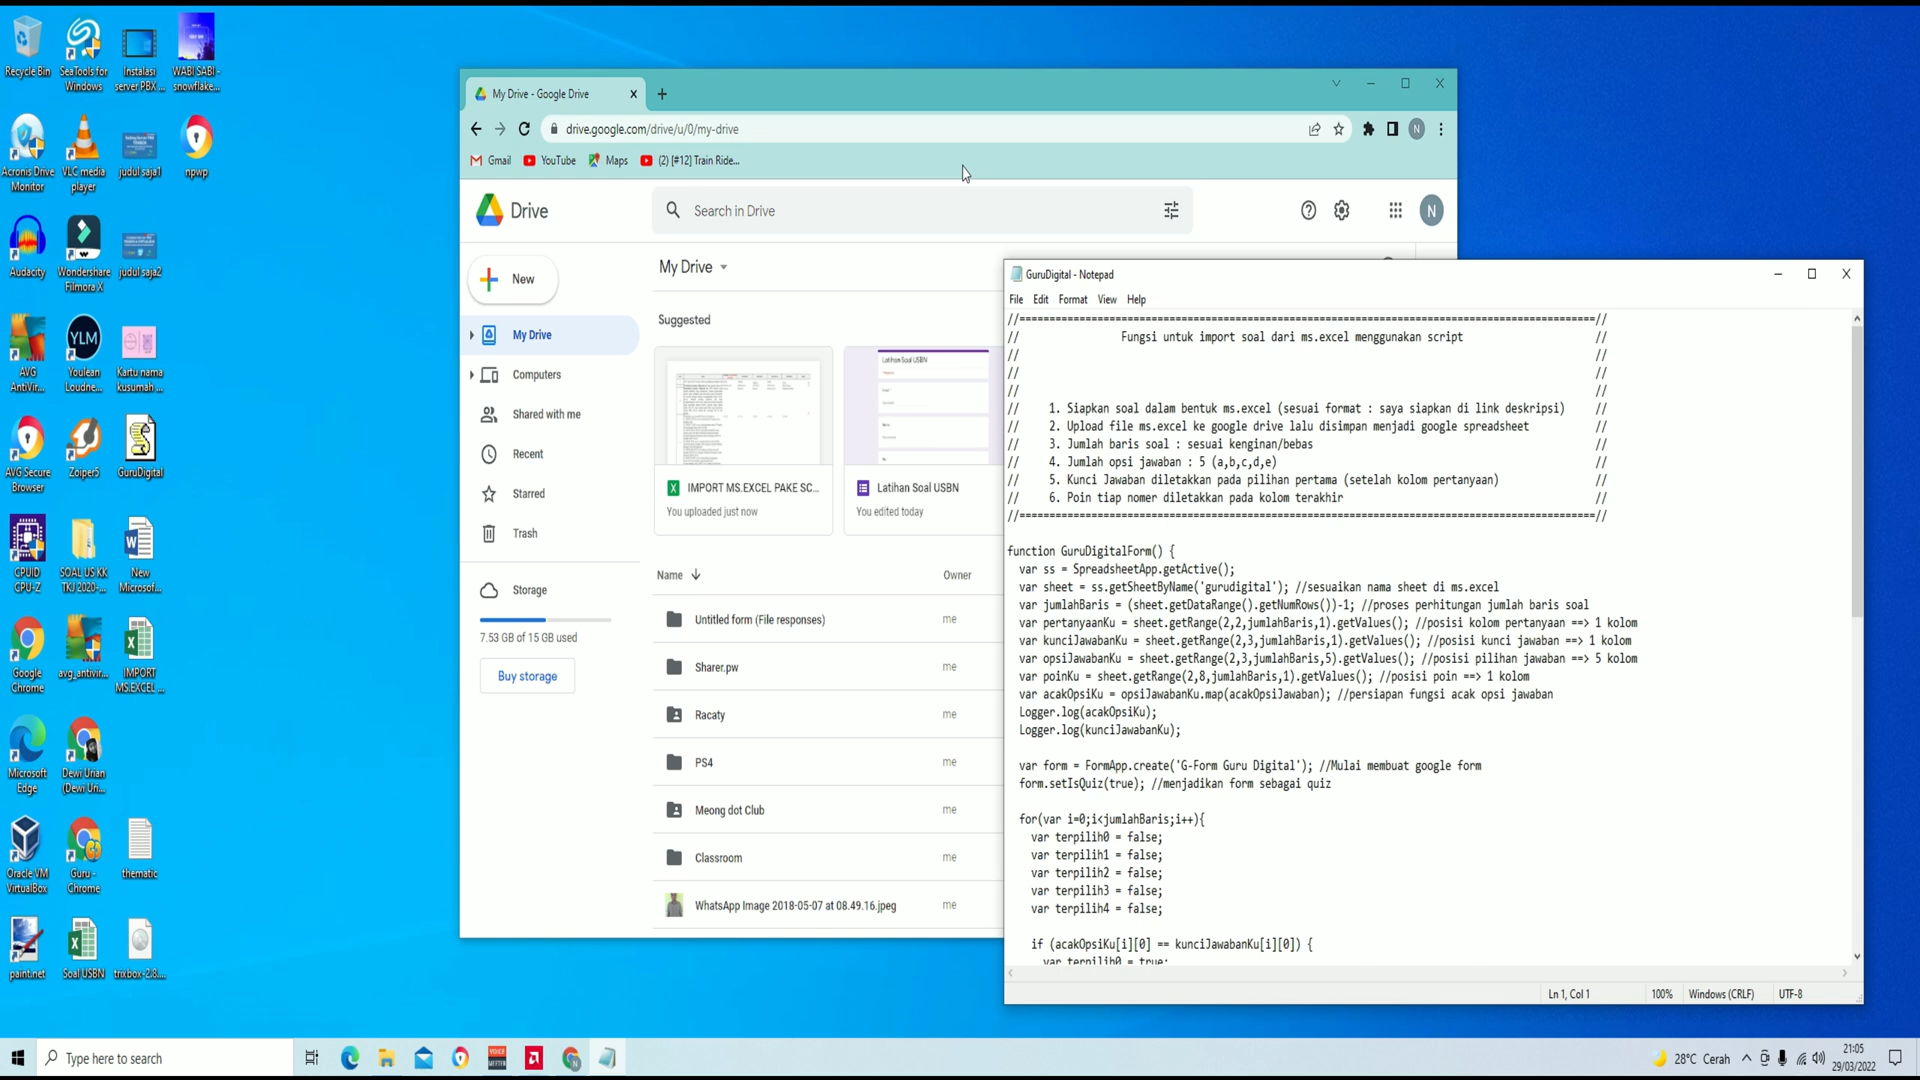 Recycle Bin
SeaTools for
Windows
Instalasi
server PBX ...
WABI SABI -
snowflake...
Acronis Drive
Monitor
VLC media
player
judul saja1
npwp
Audacity
Wondershare
Filmora X
judul saja2
AVG
AntiVir...
Youlean
Loudne...
Kartu nama
kusumah ...
AVG Secure
Browser
Zoiper5
GuruDigital
CPUID
CPU-Z
SOAL US KK
TKJ 2020-...
New
Microsof...
Google
Chrome
avg_antivir...
IMPORT
MS.EXCEL ...
Microsoft
Edge
Dewi Urian
(Dewi Uri...
Oracle VM
VirtualBox
Guru -
Chrome
thematic
paint.net
Soal USBN
trixbox-2.8....
My Drive - Google Drive
drive.google.com/drive/u/0/my-drive
N
Gmail
YouTube
Maps
(2) [#12] Train Ride...
Drive
Search in Drive
N
New
My Drive
Computers
Shared with me
Recent
Starred
Trash
Storage
7.53 GB of 15 GB used
Buy storage
My Drive
Suggested
IMPORT MS.EXCEL PAKE SC...
You uploaded just now
Latihan Soal USBN
Latihan Soal USBN
You edited today
Name
Owner
Untitled form (File responses)
me
Sharer.pw
me
Racaty
me
PS4
me
Meong dot Club
me
Classroom
me
WhatsApp Image 2018-05-07 at 08.49.16.jpeg
me
GuruDigital - Notepad
File Edit Format View Help
//=================================================================================================//
// Fungsi untuk import soal dari ms.excel menggunakan script //
// //
// //
// //
// 1. Siapkan soal dalam bentuk ms.excel (sesuai format : saya siapkan di link deskripsi) //
// 2. Upload file ms.excel ke google drive lalu disimpan menjadi google spreadsheet //
// 3. Jumlah baris soal : sesuai kenginan/bebas //
// 4. Jumlah opsi jawaban : 5 (a,b,c,d,e) //
// 5. Kunci Jawaban diletakkan pada pilihan pertama (setelah kolom pertanyaan) //
// 6. Poin tiap nomer diletakkan pada kolom terakhir //
//=================================================================================================//
function GuruDigitalForm() {
var ss = SpreadsheetApp.getActive();
var sheet = ss.getSheetByName('gurudigital'); //sesuaikan nama sheet di ms.excel
var jumlahBaris = (sheet.getDataRange().getNumRows())-1; //proses perhitungan jumlah baris soal
var pertanyaanKu = sheet.getRange(2,2,jumlahBaris,1).getValues(); //posisi kolom pertanyaan ==> 1 kolom
var kunciJawabanKu = sheet.getRange(2,3,jumlahBaris,1).getValues(); //posisi kunci jawaban ==> 1 kolom
var opsiJawabanKu = sheet.getRange(2,3,jumlahBaris,5).getValues(); //posisi pilihan jawaban ==> 5 kolom
var poinKu = sheet.getRange(2,8,jumlahBaris,1).getValues(); //posisi poin ==> 1 kolom
var acakOpsiKu = opsiJawabanKu.map(acakOpsiJawaban); //persiapan fungsi acak opsi jawaban
Logger.log(acakOpsiKu);
Logger.log(kunciJawabanKu);
var form = FormApp.create('G-Form Guru Digital'); //Mulai membuat google form
form.setIsQuiz(true); //menjadikan form sebagai quiz
for(var i=0;i<jumlahBaris;i++){
var terpilih0 = false;
var terpilih1 = false;
var terpilih2 = false;
var terpilih3 = false;
var terpilih4 = false;
if (acakOpsiKu[i][0] == kunciJawabanKu[i][0]) {
var terpilih0 = true;
Ln 1, Col 1
100%
Windows (CRLF)
UTF-8
Type here to search
28°C Cerah
21:05
29/03/2022